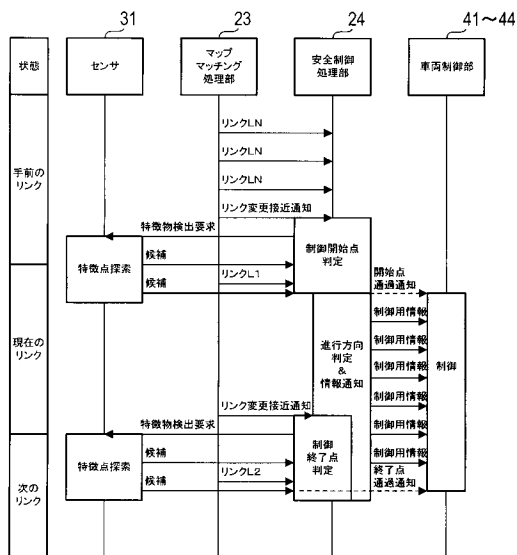 31
23
24
41~44
状態
センサ
マップ
マッチング
処理部
安全制御
処理部
車両制御部
手前の
リンク
リンクLN
リンクLN
リンクLN
リンク変更接近通知
特徴物検出要求
制御開始点
判定
特徴点探索
候補
リンクL1
候補
開始点
通過通知
現在の
リンク
進行方向
判定
&
情報通知
制御用情報
制御用情報
制御用情報
制御用情報
制御用情報
制御用情報
制御
リンク変更接近通知
特徴物検出要求
制御
終了点
判定
次の
リンク
特徴点探索
候補
リンクL2
候補
終了点
通過通知